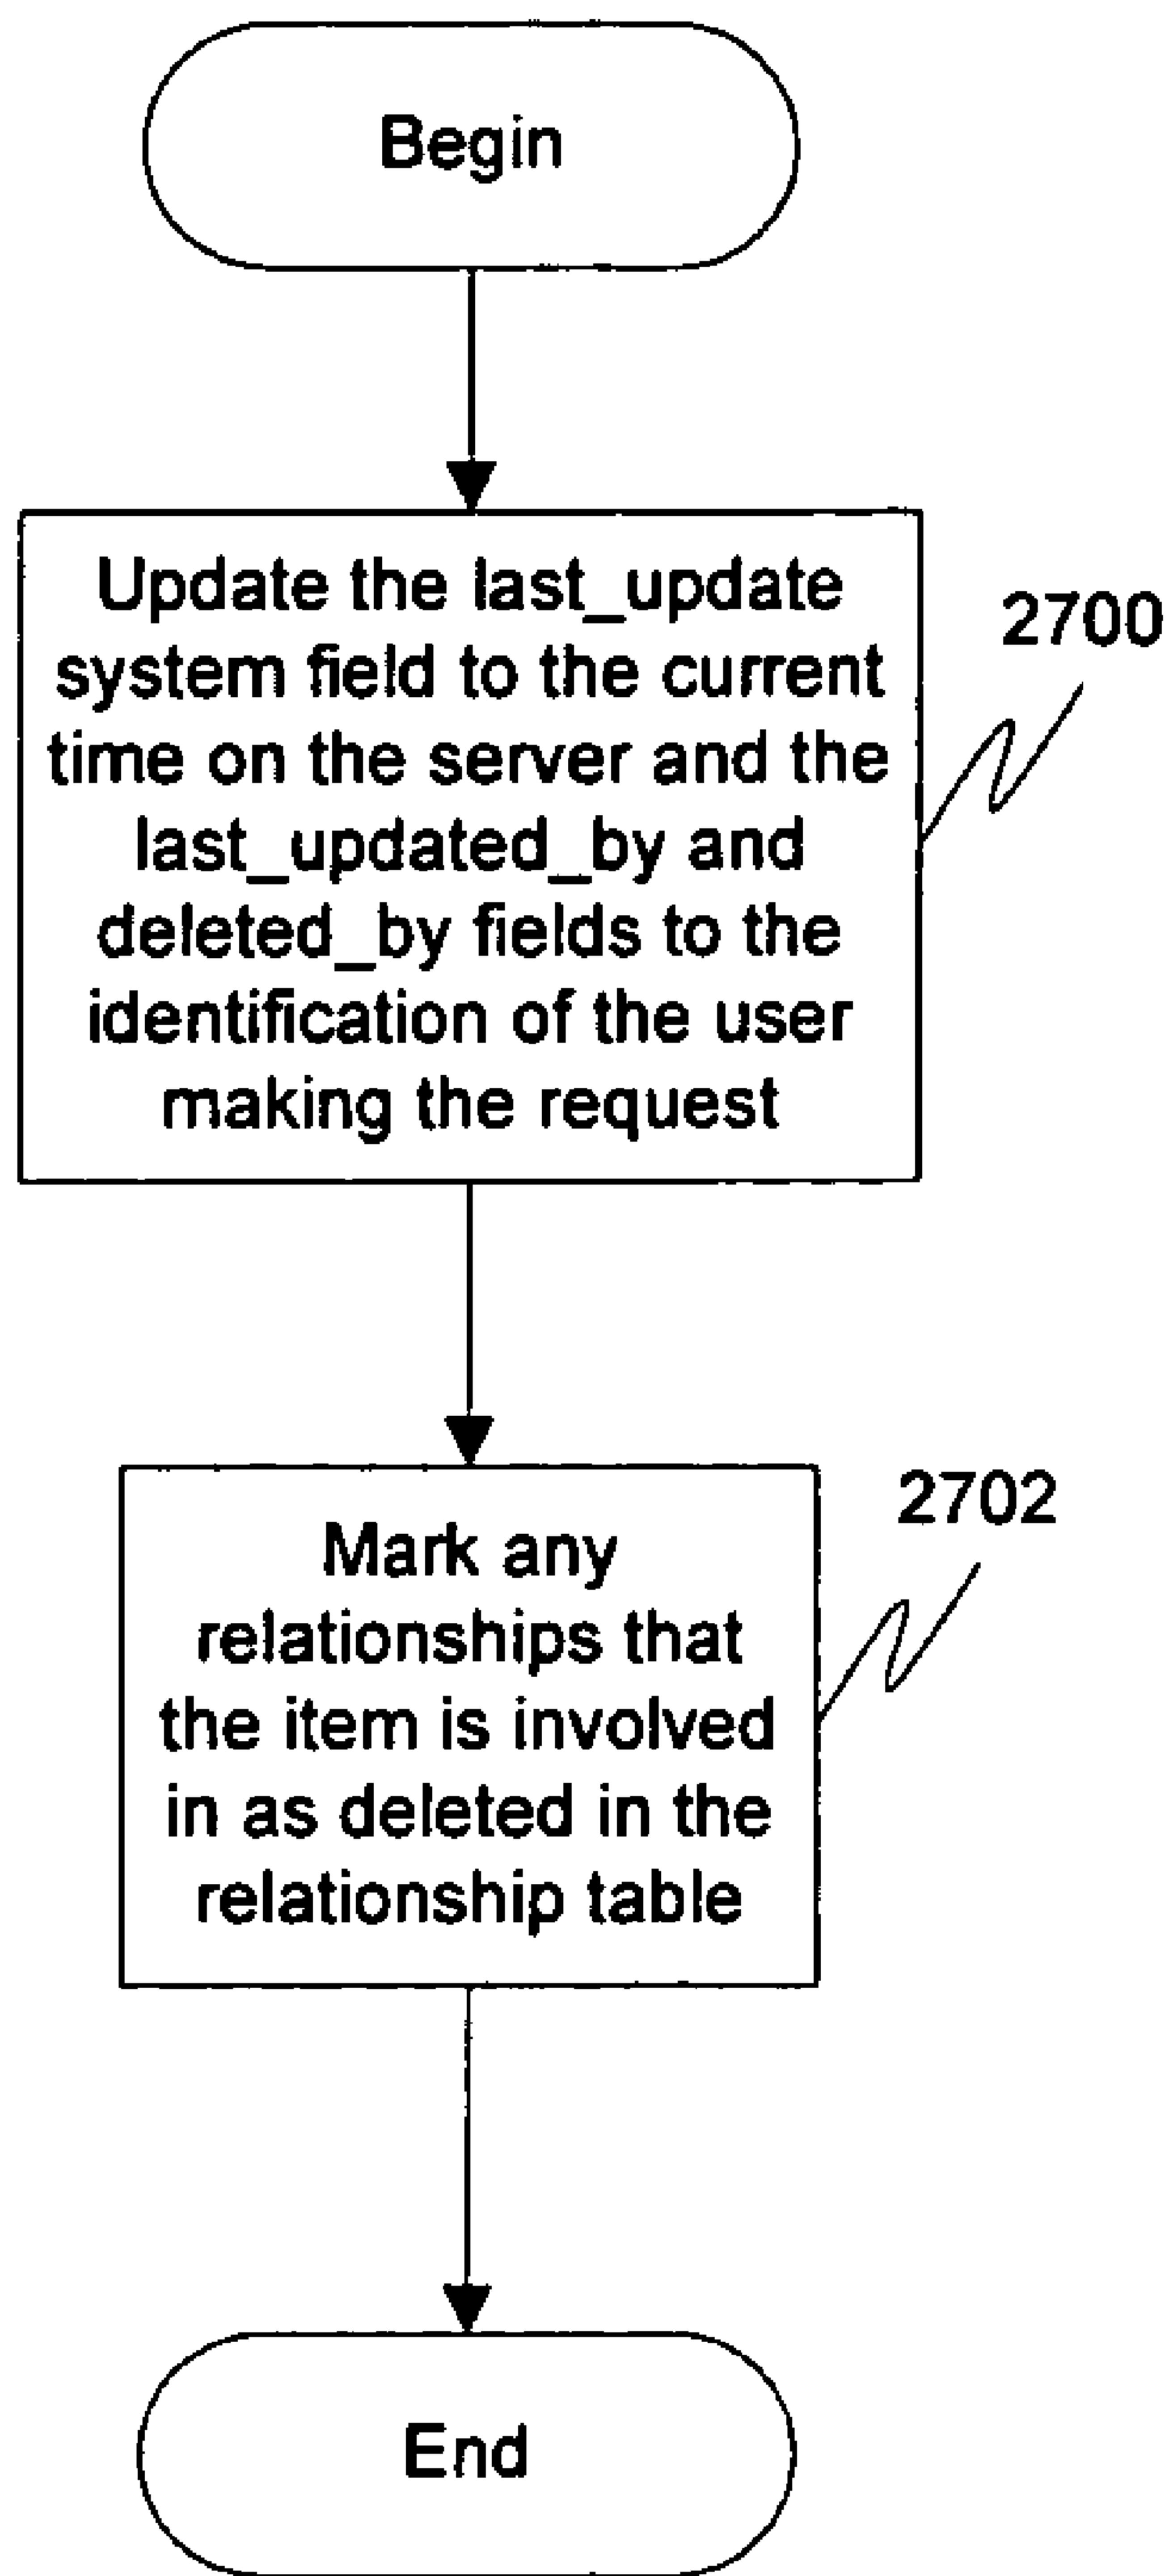 Begin
Update the last_update
system field to the current
time on the server and the
last_updated_by and
deleted_by fields to the
identification of the user
making the request
2700
Mark any
relationships that
the item is involved
in as deleted in the
relationship table
2702
End